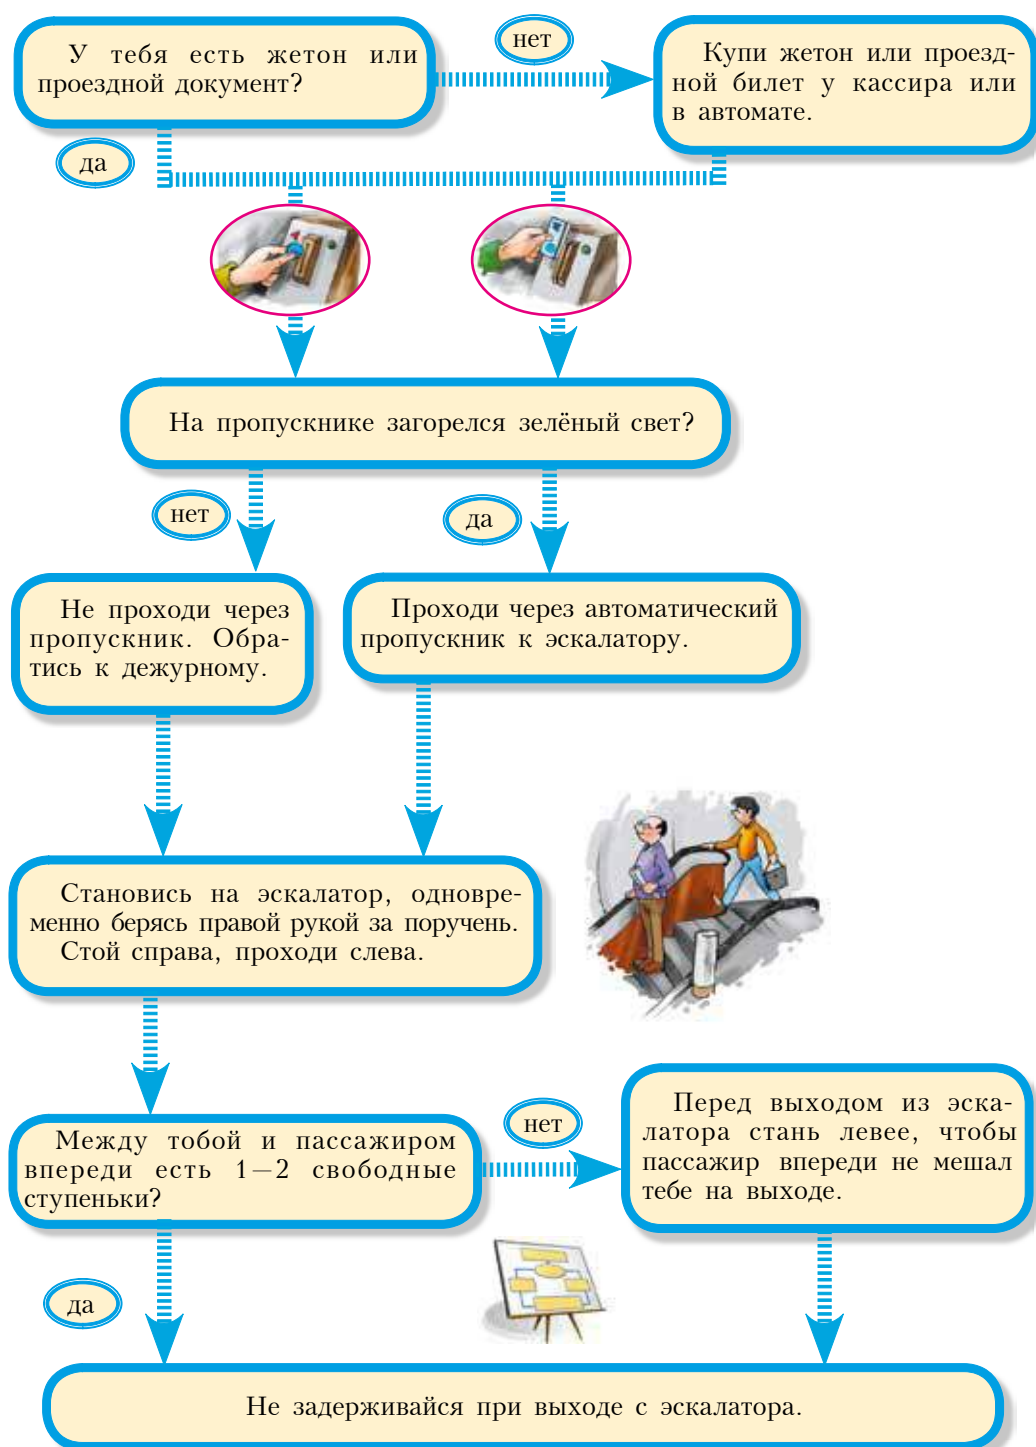 У тебя есть жетон или
проездной документ?
нет
Купи жетон или проезд-
ной билет у кассира или
в автомате.
да
На пропускнике загорелся зелёный свет?
нет
да
Не проходи через
пропускник. Обра-
тись к дежурному.
Проходи через автоматический
пропускник к эскалатору.
Становись на эскалатор, одновре-
менно берясь правой рукой за поручень.
Стой справа, проходи слева.
Между тобой и пассажиром
впереди есть 1—2 свободные
ступеньки?
нет
Перед выходом из эска-
латора стань левее, чтобы
пассажир впереди не мешал
тебе на выходе.
да
Не задерживайся при выходе с эскалатора.